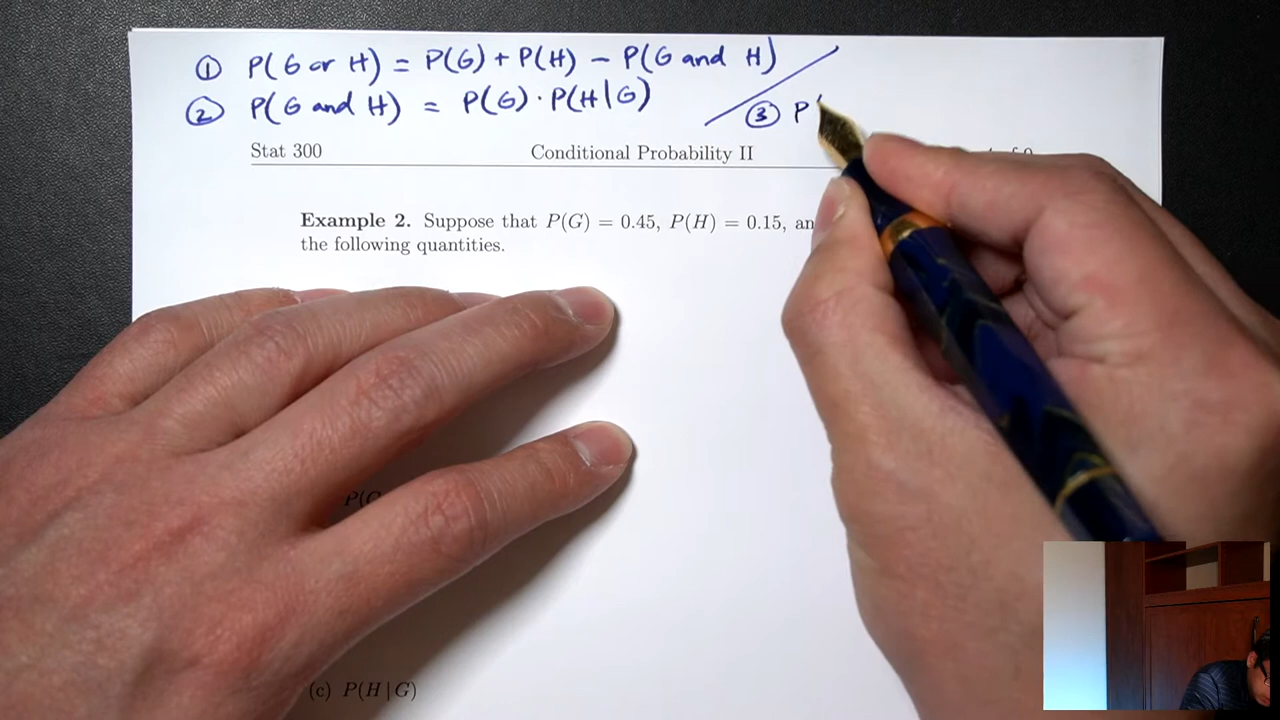 ① P(G or H) = P(G) + P(H) − P(G and H)
② P(G and H) = P(G) · P(H|G)
③ P
Stat 300 Conditional Probability II
Example 2. Suppose that P(G) = 0.45, P(H) = 0.15,
the following quantities.
(c) P(H | G)